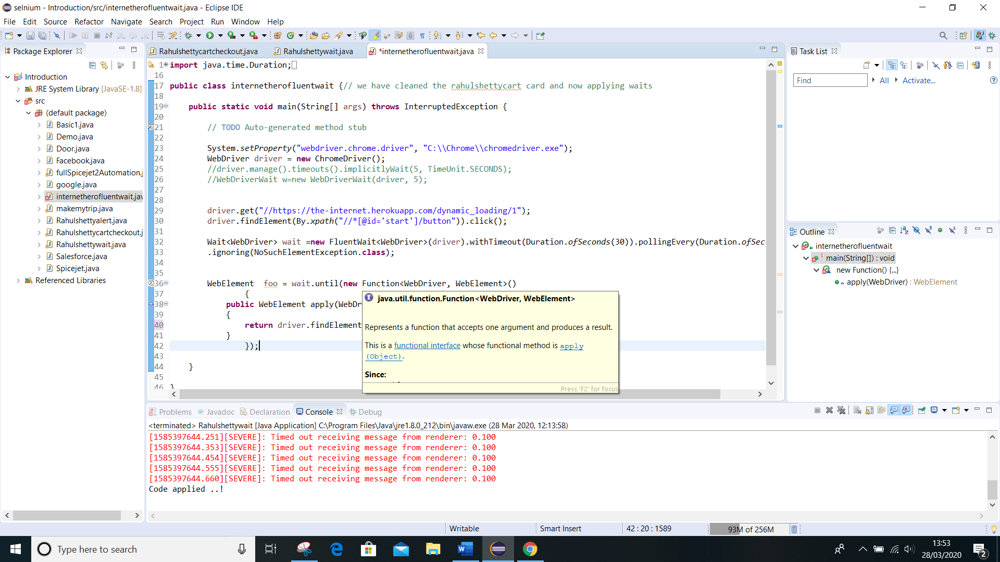 selnium - Introduction/src/internetherofluentwait.java - Eclipse IDE
File Edit Source Refactor Navigate Search Project Run Window Help
Package Explorer
Introduction
JRE System Library [JavaSE-1.8]
src
(default package)
Basic1.java
Demo.java
Door.java
Facebook.java
fullSpicejet2Automation.j
google.java
internetherofluentwait.jav
makemytrip.java
Rahulshettyalert.java
Rahulshettycartcheckout.j
Rahulshettywait.java
Salesforce.java
Spicejet.java
Referenced Libraries
Rahulshettycartcheckout.java Rahulshettywait.java *internetherofluentwait.java
1 import java.time.Duration;
16
17 public class internetherofluentwait {// we have cleaned the rahulshettycart card and now applying waits
18
19 public static void main(String[] args) throws InterruptedException {
20
21 // TODO Auto-generated method stub
22
23 System.setProperty("webdriver.chrome.driver", "C:\\Chrome\\chromedriver.exe");
24 WebDriver driver = new ChromeDriver();
25 //driver.manage().timeouts().implicitlyWait(5, TimeUnit.SECONDS);
26 //WebDriverWait w=new WebDriverWait(driver, 5);
27
28
29 driver.get("//https://the-internet.herokuapp.com/dynamic_loading/1");
30 driver.findElement(By.xpath("//*[@id='start']/button")).click();
31
32 Wait<WebDriver> wait =new FluentWait<WebDriver>(driver).withTimeout(Duration.ofSeconds(30)).pollingEvery(Duration.ofSec
33 .ignoring(NoSuchElementException.class);
34
35
36 WebElement foo = wait.until(new Function<WebDriver, WebElement>()
37 {
38 public WebElement apply(WebDr
39 {
40 return driver.findElement
41 }
42 });
43
44 }
45
46 }
java.util.function.Function<WebDriver, WebElement>
Represents a function that accepts one argument and produces a result.
This is a functional interface whose functional method is apply
(Object).
Since:
Press 'F2' for focus
Task List
Find All Activate...
Outline
internetherofluentwait
main(String[]) : void
new Function() {...}
apply(WebDriver) : WebElement
Problems Javadoc Declaration Console Debug
<terminated> Rahulshettywait [Java Application] C:\Program Files\Java\jre1.8.0_212\bin\javaw.exe (28 Mar 2020, 12:13:58)
[1585397644.251][SEVERE]: Timed out receiving message from renderer: 0.100
[1585397644.353][SEVERE]: Timed out receiving message from renderer: 0.100
[1585397644.454][SEVERE]: Timed out receiving message from renderer: 0.100
[1585397644.555][SEVERE]: Timed out receiving message from renderer: 0.100
[1585397644.660][SEVERE]: Timed out receiving message from renderer: 0.100
Code applied ..!
Writable Smart Insert 42 : 20 : 1589 93M of 256M
Type here to search
13:53
28/03/2020
2